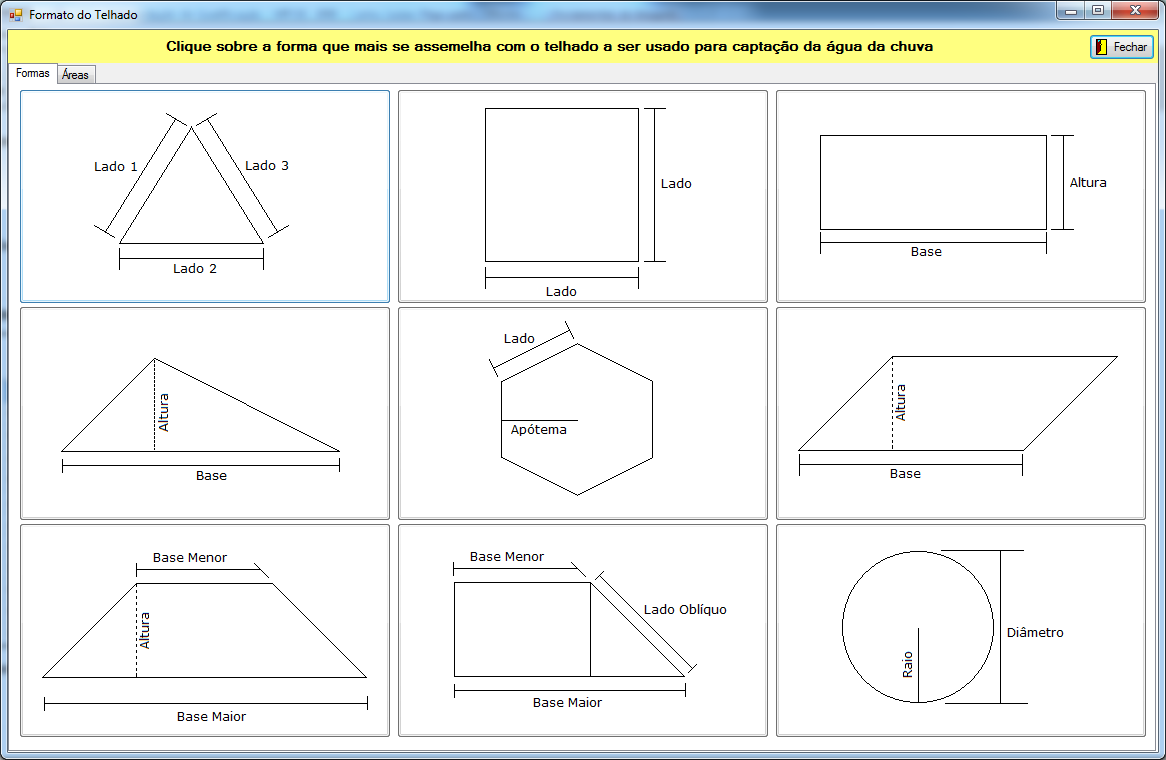 Formato do Telhado
Clique sobre a forma que mais se assemelha com o telhado a ser usado para captação da água da chuva
Fechar
Formas
Áreas
Lado 1
Lado 3
Lado 2
Lado
Lado
Altura
Base
Altura
Base
Lado
Apótema
Altura
Base
Base Menor
Altura
Base Maior
Base Menor
Lado Oblíquo
Base Maior
Diâmetro
Raio